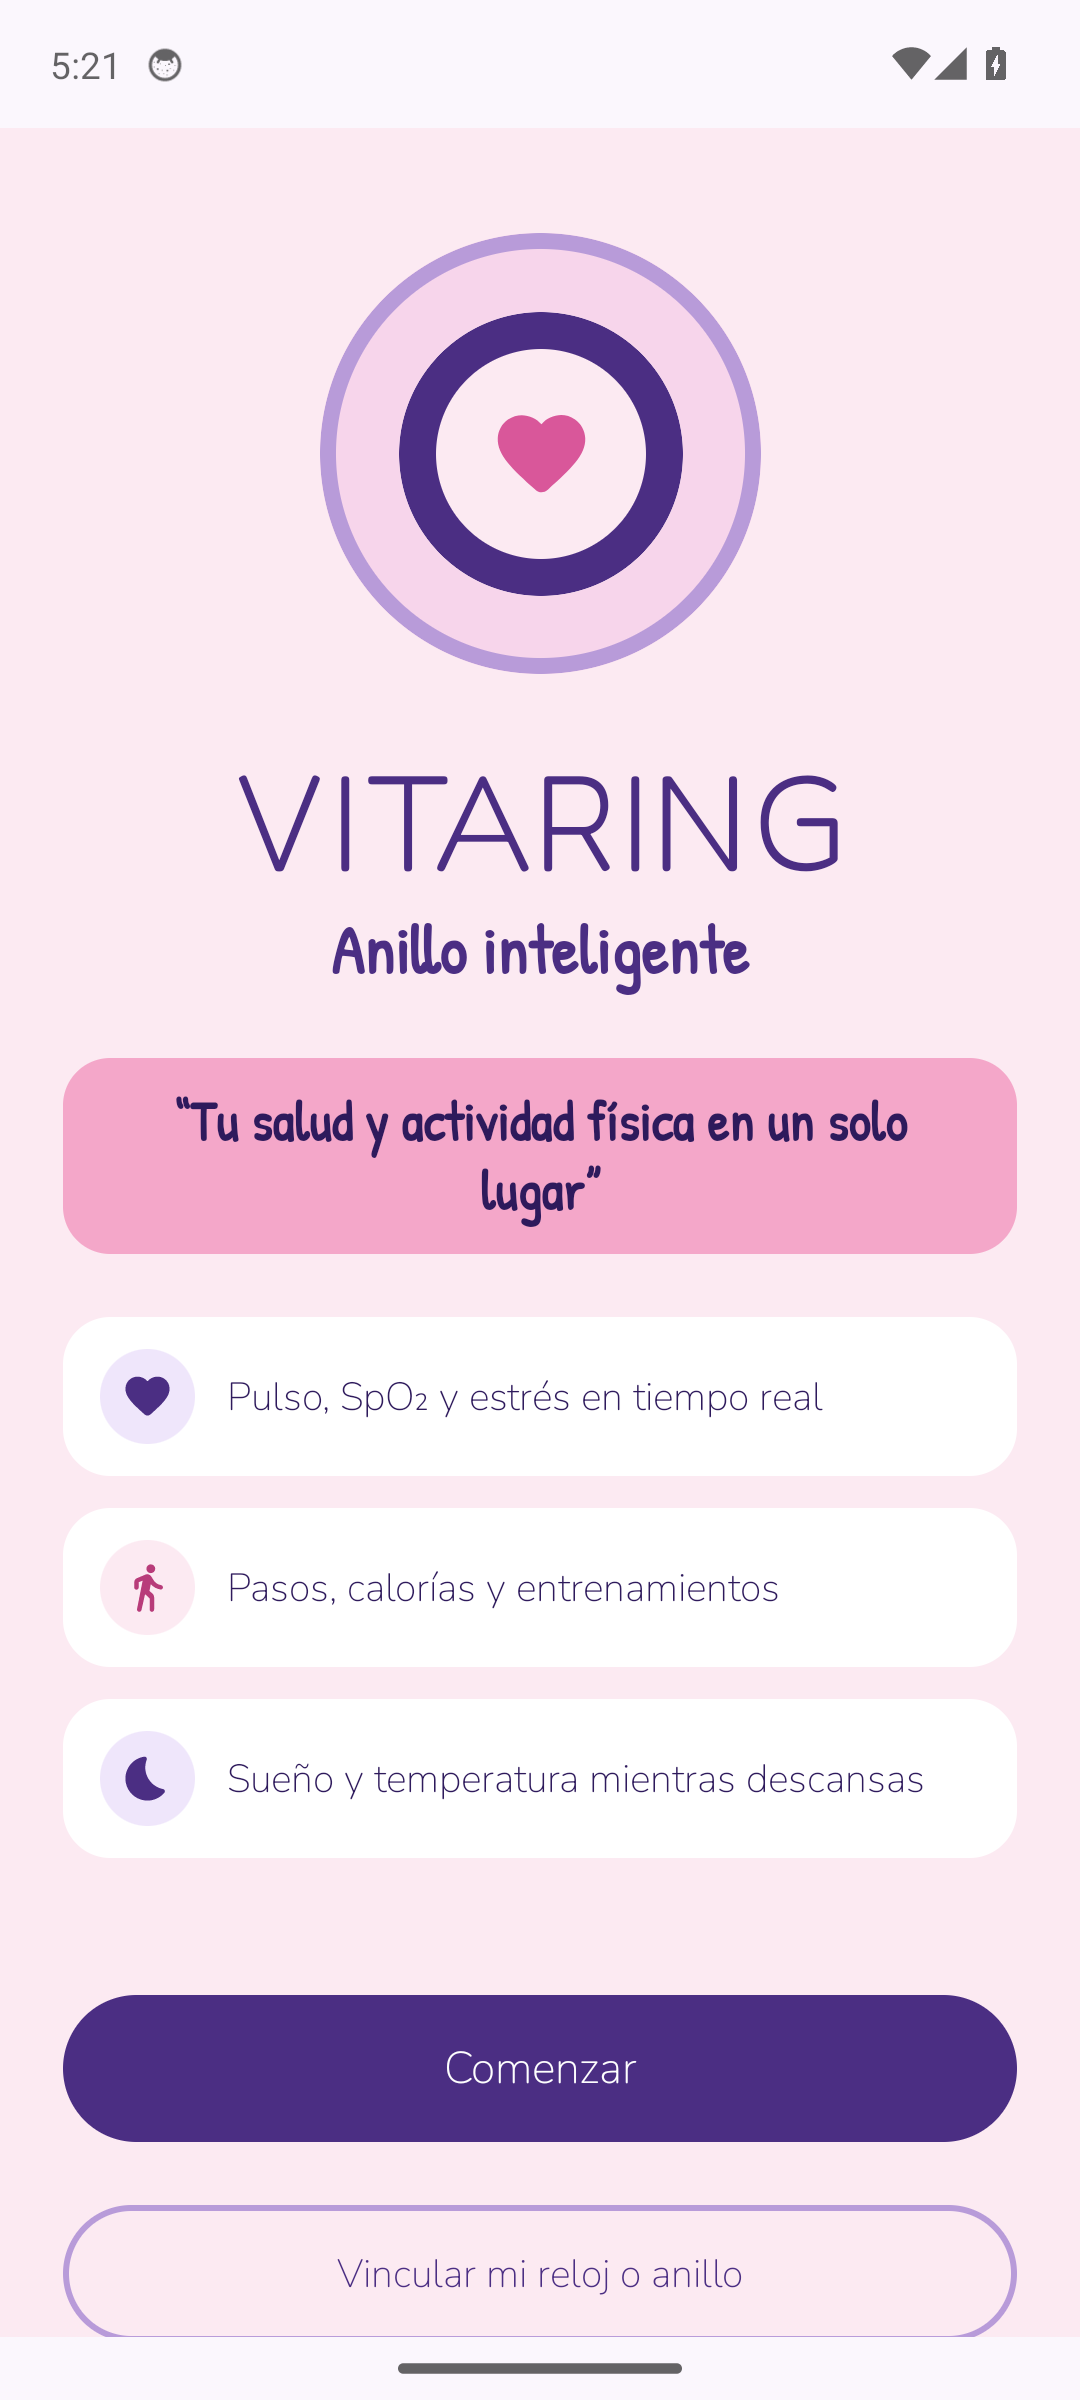 5:21
VITARING
Anillo inteligente
“Tu salud y actividad física en un solo
lugar”
Pulso, SpO₂ y estrés en tiempo real
Pasos, calorías y entrenamientos
Sueño y temperatura mientras descansas
Comenzar
Vincular mi reloj o anillo